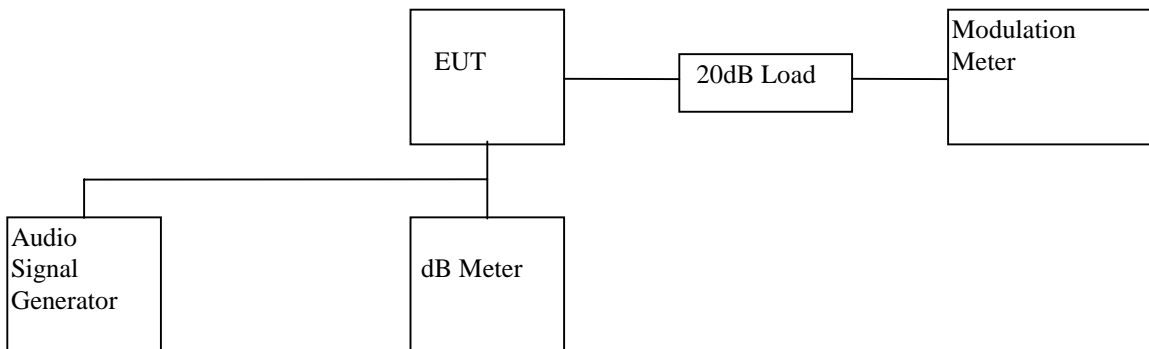 EUT
20dB Load
Modulation
Meter
Audio
Signal
Generator
dB Meter